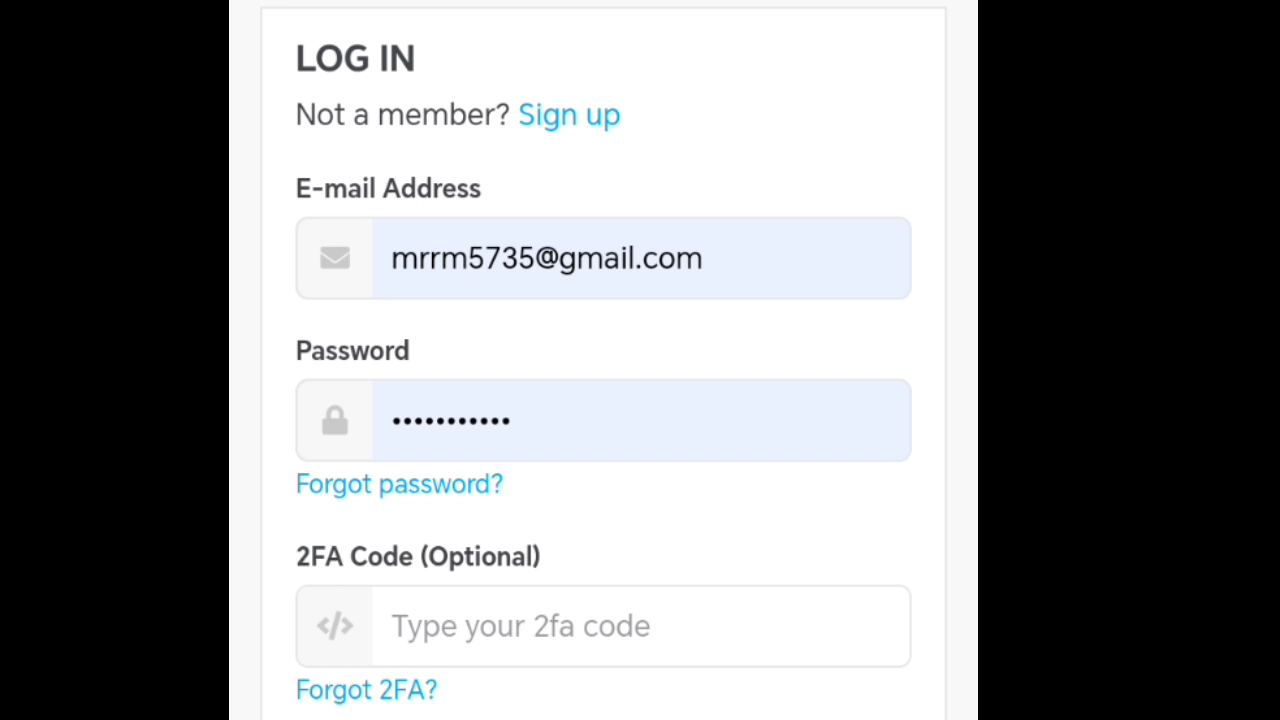 LOG IN
Not a member? Sign up
E-mail Address
mrrm5735@gmail.com
Password
•••••••••••
Forgot password?
2FA Code (Optional)
Type your 2fa code
Forgot 2FA?